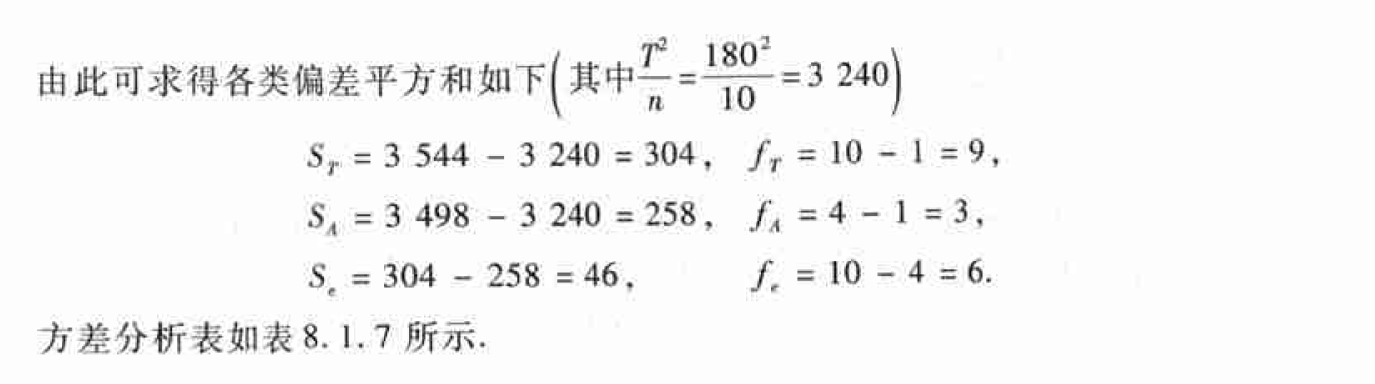 由此可求得各类偏差平方和如下(其中 T²/n = 180²/10 = 3 240)
S_T = 3 544 - 3 240 = 304, f_T = 10 - 1 = 9,
S_A = 3 498 - 3 240 = 258, f_A = 4 - 1 = 3,
S_e = 304 - 258 = 46, f_e = 10 - 4 = 6.
方差分析表如表 8.1.7 所示.